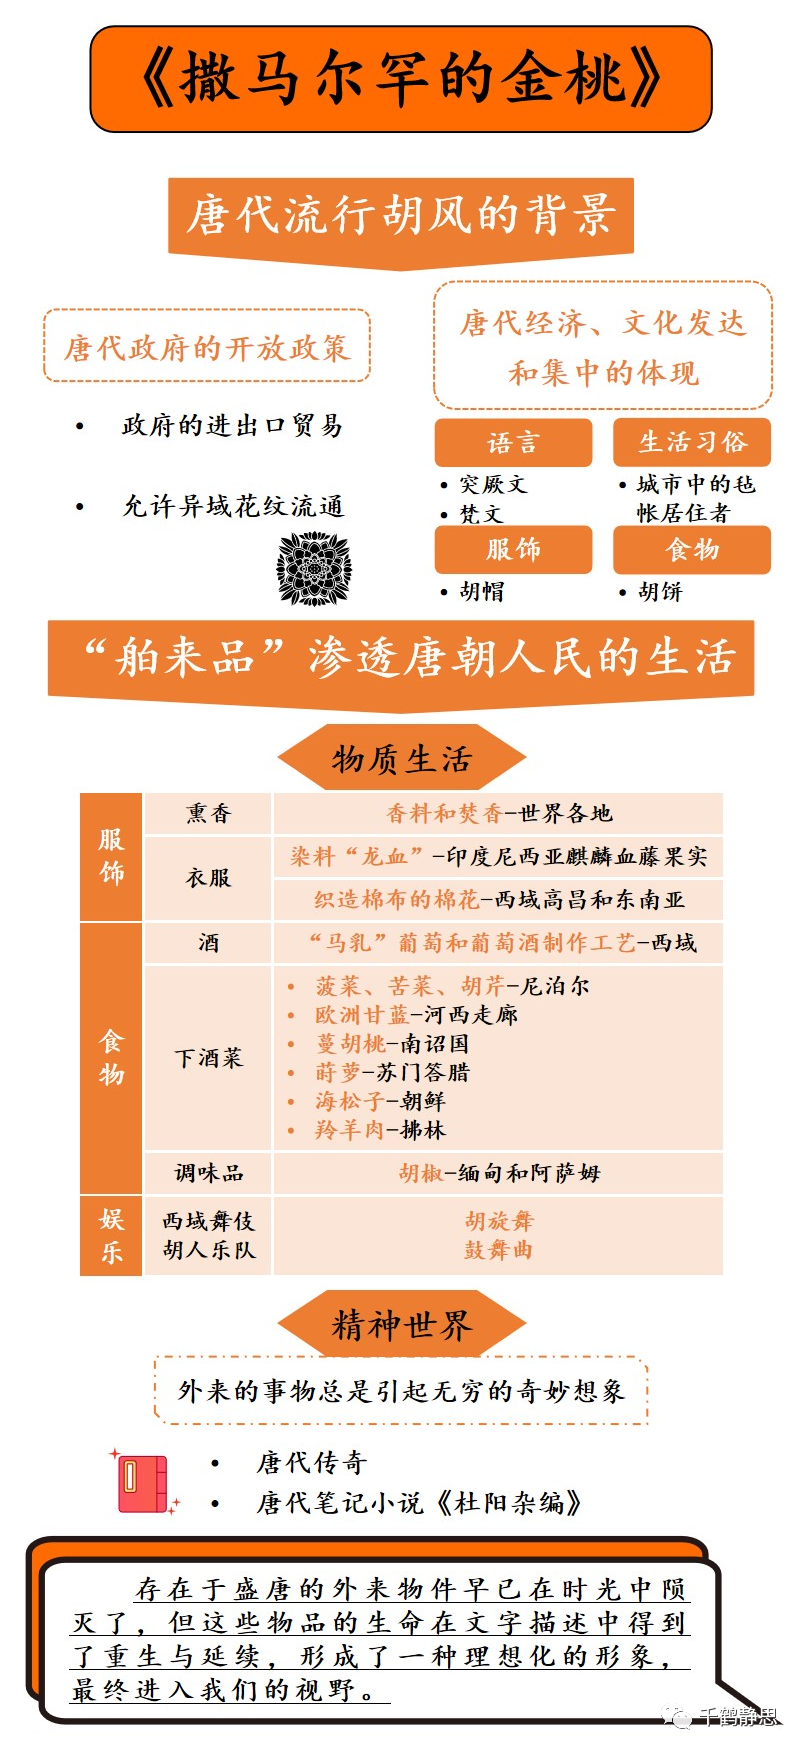 《撒马尔罕的金桃》
唐代流行胡风的背景
唐代政府的开放政策
• 政府的进出口贸易
• 允许异域花纹流通
唐代经济、文化发达
和集中的体现
语言
• 突厥文
• 梵文
生活习俗
• 城市中的毡
帐居住者
服饰
• 胡帽
食物
• 胡饼
“舶来品”渗透唐朝人民的生活
物质生活
服饰
熏香
香料和焚香-世界各地
衣服
染料“龙血”-印度尼西亚麒麟血藤果实
织造棉布的棉花-西域高昌和东南亚
食物
酒
“马乳”葡萄和葡萄酒制作工艺-西域
下酒菜
• 菠菜、苦菜、胡芹-尼泊尔
• 欧洲甘蓝-河西走廊
• 蔓胡桃-南诏国
• 莳萝-苏门答腊
• 海松子-朝鲜
• 羚羊肉-拂林
调味品
胡椒-缅甸和阿萨姆
娱乐
西域舞伎
胡人乐队
胡旋舞
鼓舞曲
精神世界
外来的事物总是引起无穷的奇妙想象
• 唐代传奇
• 唐代笔记小说《杜阳杂编》
存在于盛唐的外来物件早已在时光中陨
灭了，但这些物品的生命在文字描述中得到
了重生与延续，形成了一种理想化的形象，
最终进入我们的视野。
千鹤静思